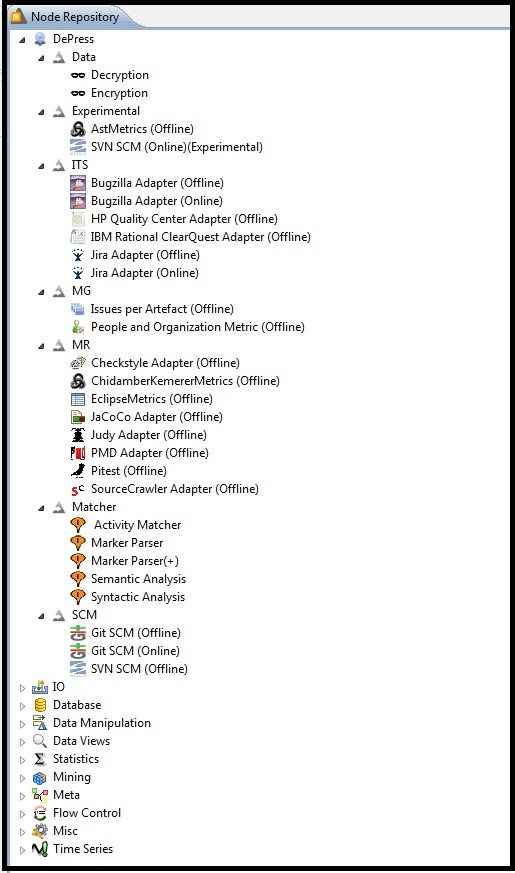 Node Repository
DePress
Data
Decryption
Encryption
Experimental
AstMetrics (Offline)
SVN SCM (Online)(Experimental)
ITS
Bugzilla Adapter (Offline)
Bugzilla Adapter (Online)
HP Quality Center Adapter (Offline)
IBM Rational ClearQuest Adapter (Offline)
Jira Adapter (Offline)
Jira Adapter (Online)
MG
Issues per Artefact (Offline)
People and Organization Metric (Offline)
MR
Checkstyle Adapter (Offline)
ChidamberKemererMetrics (Offline)
EclipseMetrics (Offline)
JaCoCo Adapter (Offline)
Judy Adapter (Offline)
PMD Adapter (Offline)
Pitest (Offline)
SourceCrawler Adapter (Offline)
Matcher
Activity Matcher
Marker Parser
Marker Parser(+)
Semantic Analysis
Syntactic Analysis
SCM
Git SCM (Offline)
Git SCM (Online)
SVN SCM (Offline)
IO
Database
Data Manipulation
Data Views
Statistics
Mining
Meta
Flow Control
Misc
Time Series